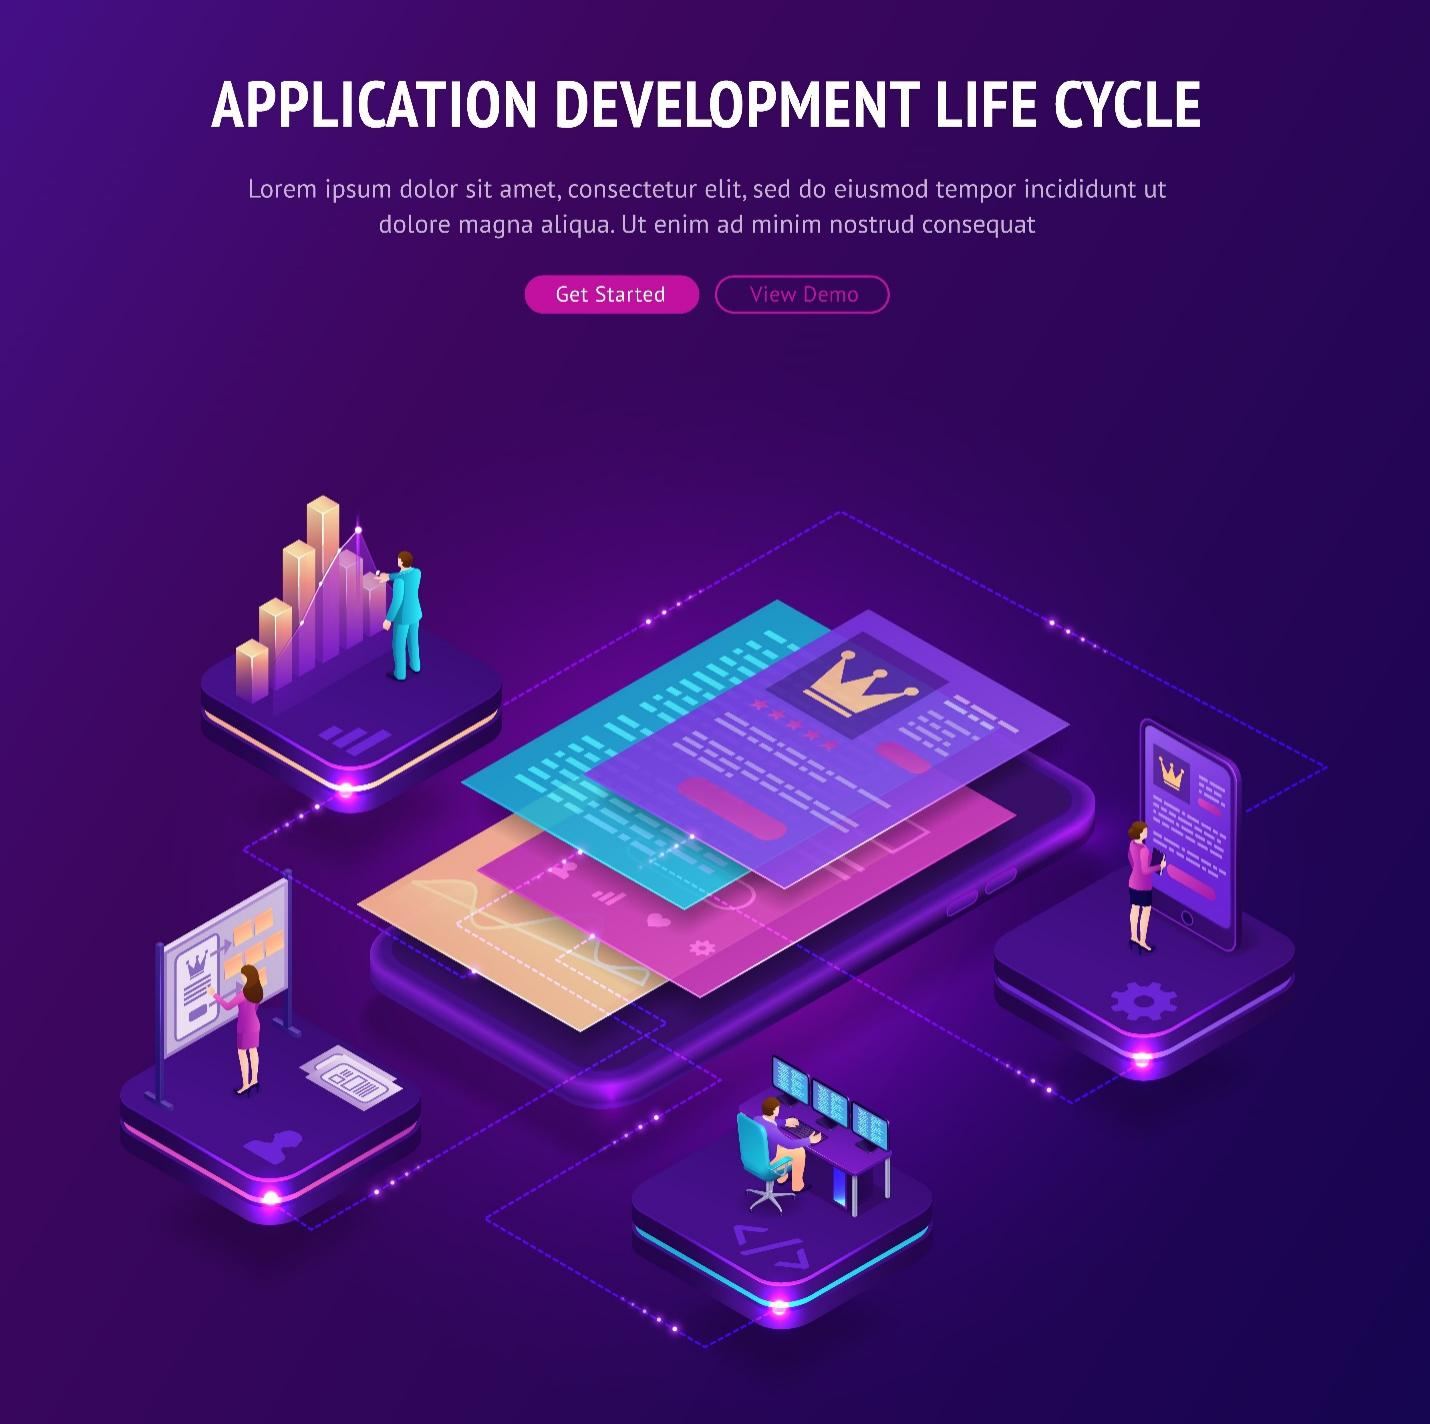 APPLICATION DEVELOPMENT LIFE CYCLE
Lorem ipsum dolor sit amet, consectetur elit, sed do eiusmod tempor incididunt ut
dolore magna aliqua. Ut enim ad minim nostrud consequat
Get Started
View Demo